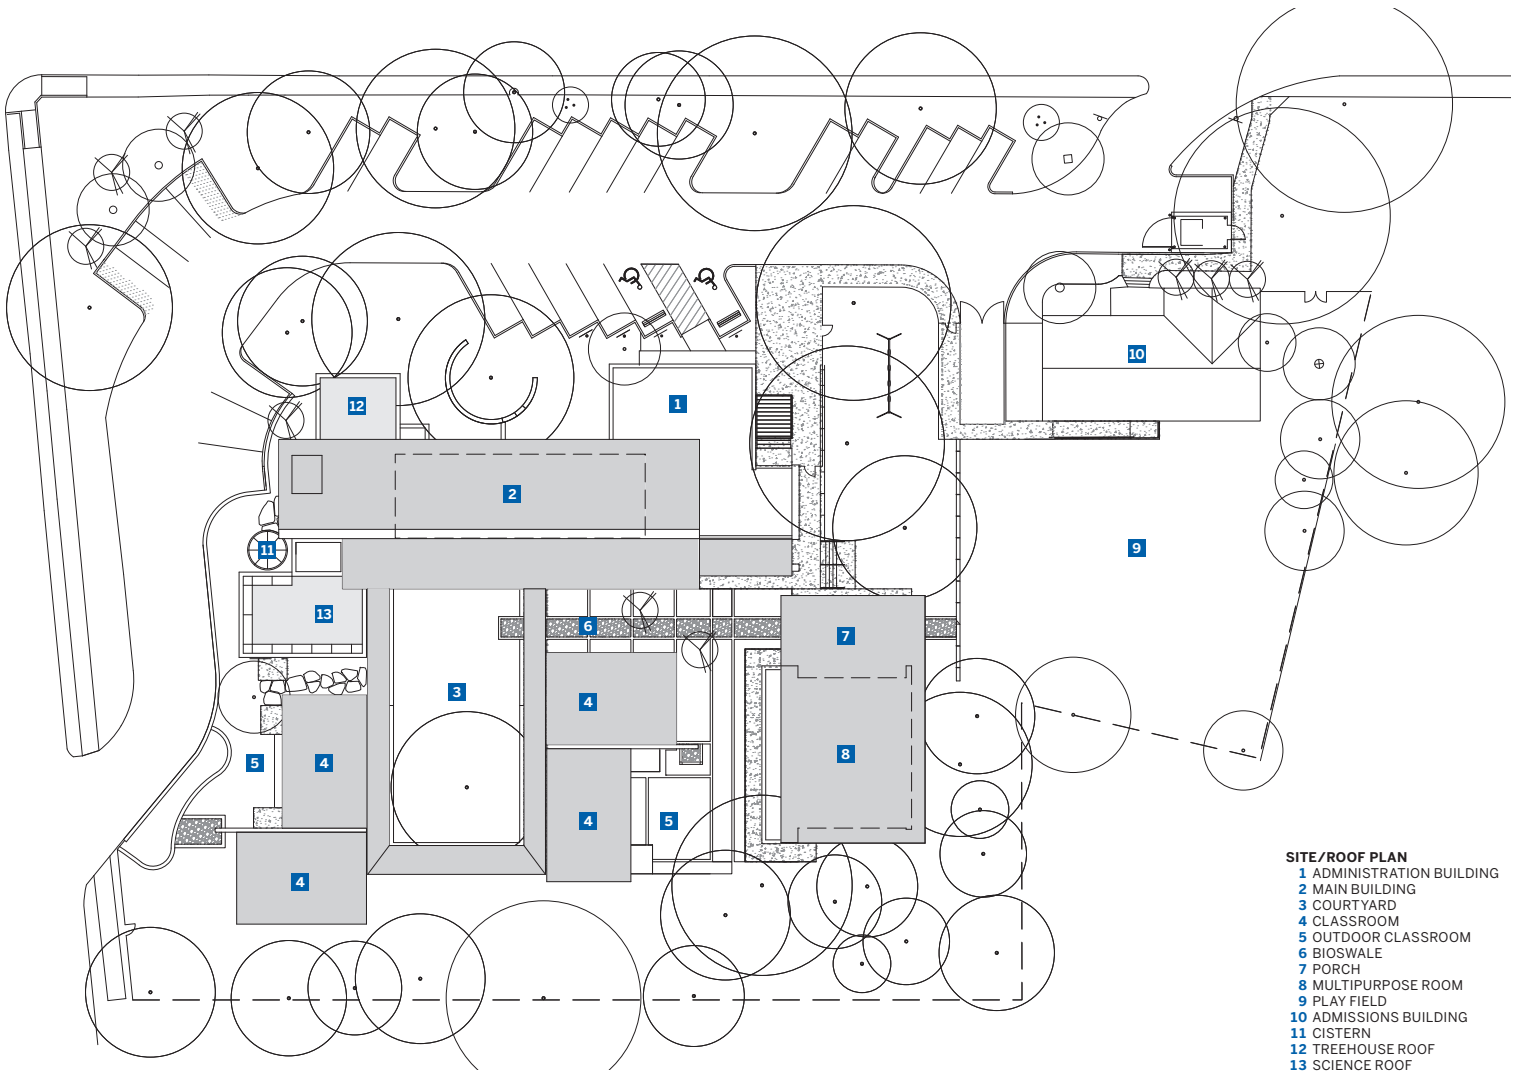 10
12
1
2
9
11
13
6
7
3
4
8
5
4
4
5
4
SITE/ROOF PLAN
1 ADMINISTRATION BUILDING
2 MAIN BUILDING
3 COURTYARD
4 CLASSROOM
5 OUTDOOR CLASSROOM
6 BIOSWALE
7 PORCH
8 MULTIPURPOSE ROOM
9 PLAY FIELD
10 ADMISSIONS BUILDING
11 CISTERN
12 TREEHOUSE ROOF
13 SCIENCE ROOF